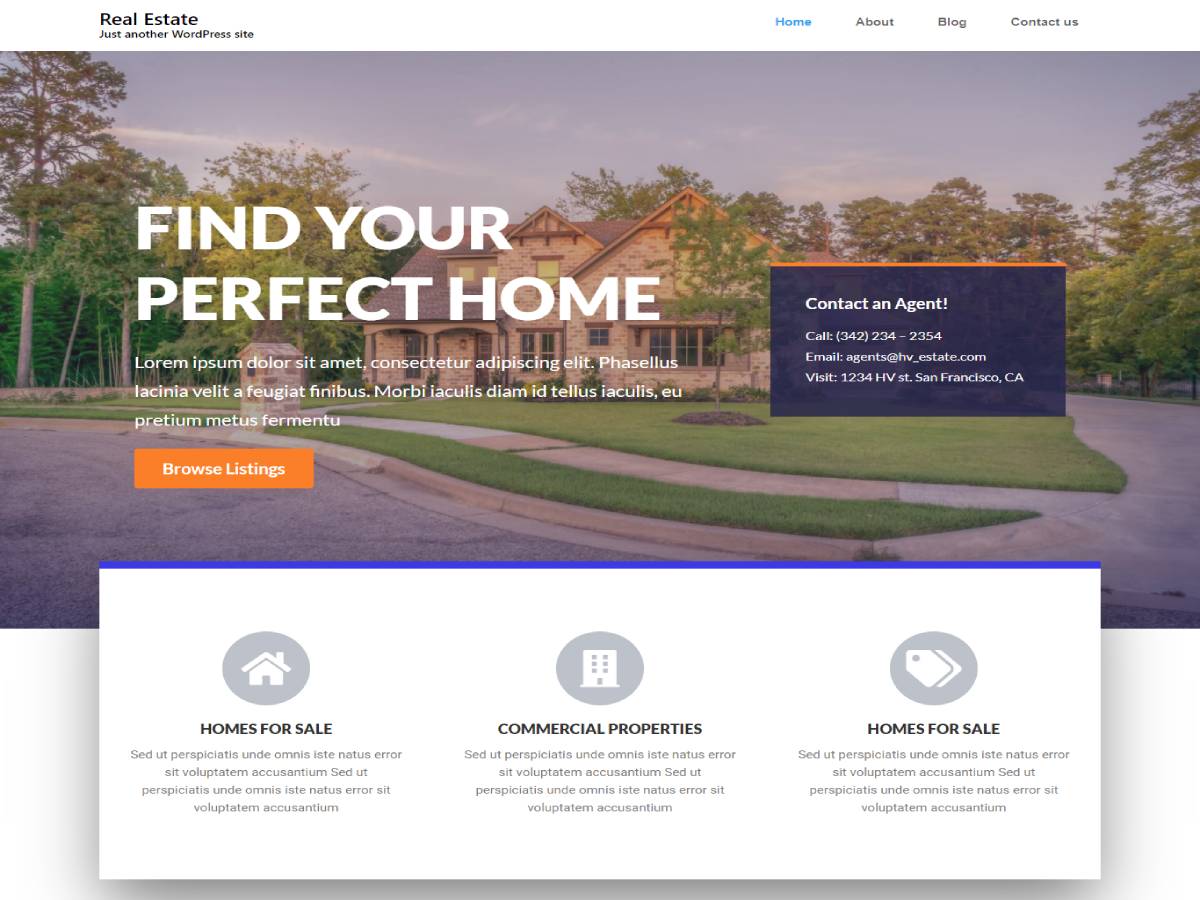 Real Estate
Just another WordPress site
Home About Blog Contact us
FIND YOUR
PERFECT HOME
Lorem ipsum dolor sit amet, consectetur adipiscing elit. Phasellus
lacinia velit a feugiat finibus. Morbi iaculis diam id tellus iaculis, eu
pretium metus fermentu
Browse Listings
Contact an Agent!
Call: (342) 234 – 2354
Email: agents@hv_estate.com
Visit: 1234 HV st. San Francisco, CA
HOMES FOR SALE
Sed ut perspiciatis unde omnis iste natus error
sit voluptatem accusantium Sed ut
perspiciatis unde omnis iste natus error sit
voluptatem accusantium
COMMERCIAL PROPERTIES
Sed ut perspiciatis unde omnis iste natus error
sit voluptatem accusantium Sed ut
perspiciatis unde omnis iste natus error sit
voluptatem accusantium
HOMES FOR SALE
Sed ut perspiciatis unde omnis iste natus error
sit voluptatem accusantium Sed ut
perspiciatis unde omnis iste natus error sit
voluptatem accusantium